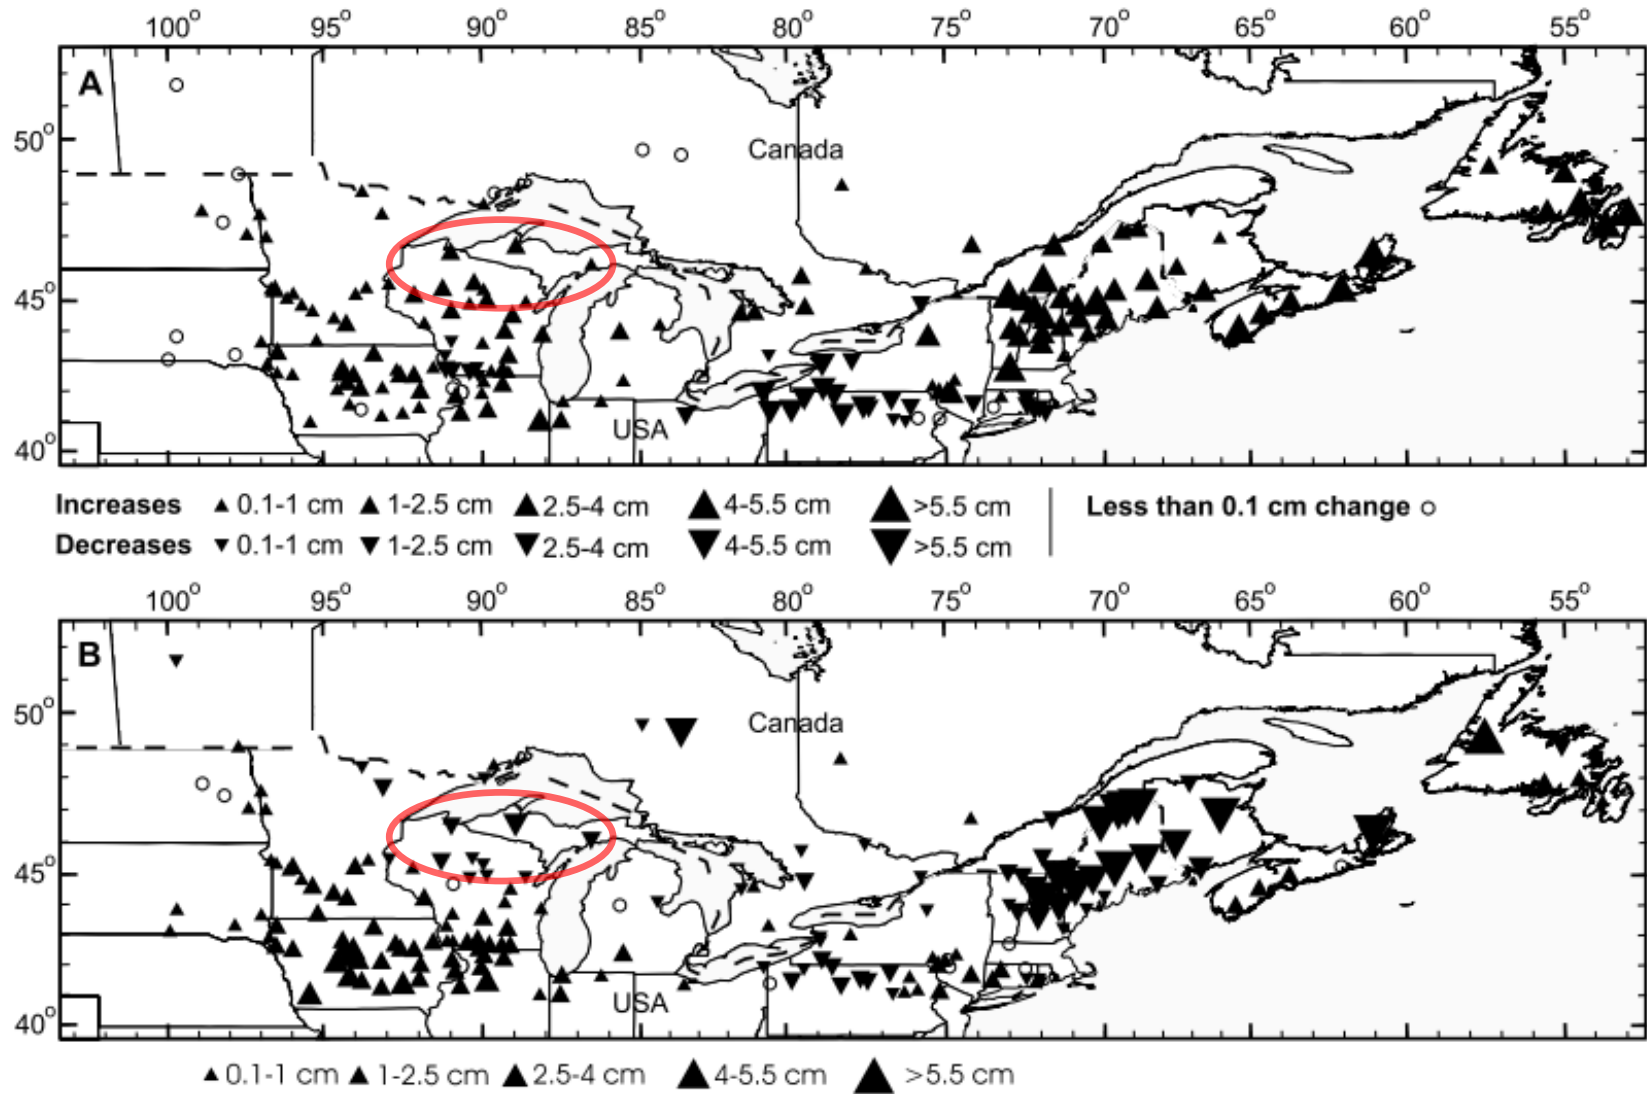 100° 95° 90° 85° 80° 75° 70° 65° 60° 55°
A
50°
Canada
45°
USA
40°
Increases 0.1-1 cm 1-2.5 cm 2.5-4 cm 4-5.5 cm >5.5 cm Less than 0.1 cm change
Decreases 0.1-1 cm 1-2.5 cm 2.5-4 cm 4-5.5 cm >5.5 cm
100° 95° 90° 85° 80° 75° 70° 65° 60° 55°
B
50°
Canada
45°
USA
40°
0.1-1 cm 1-2.5 cm 2.5-4 cm 4-5.5 cm >5.5 cm